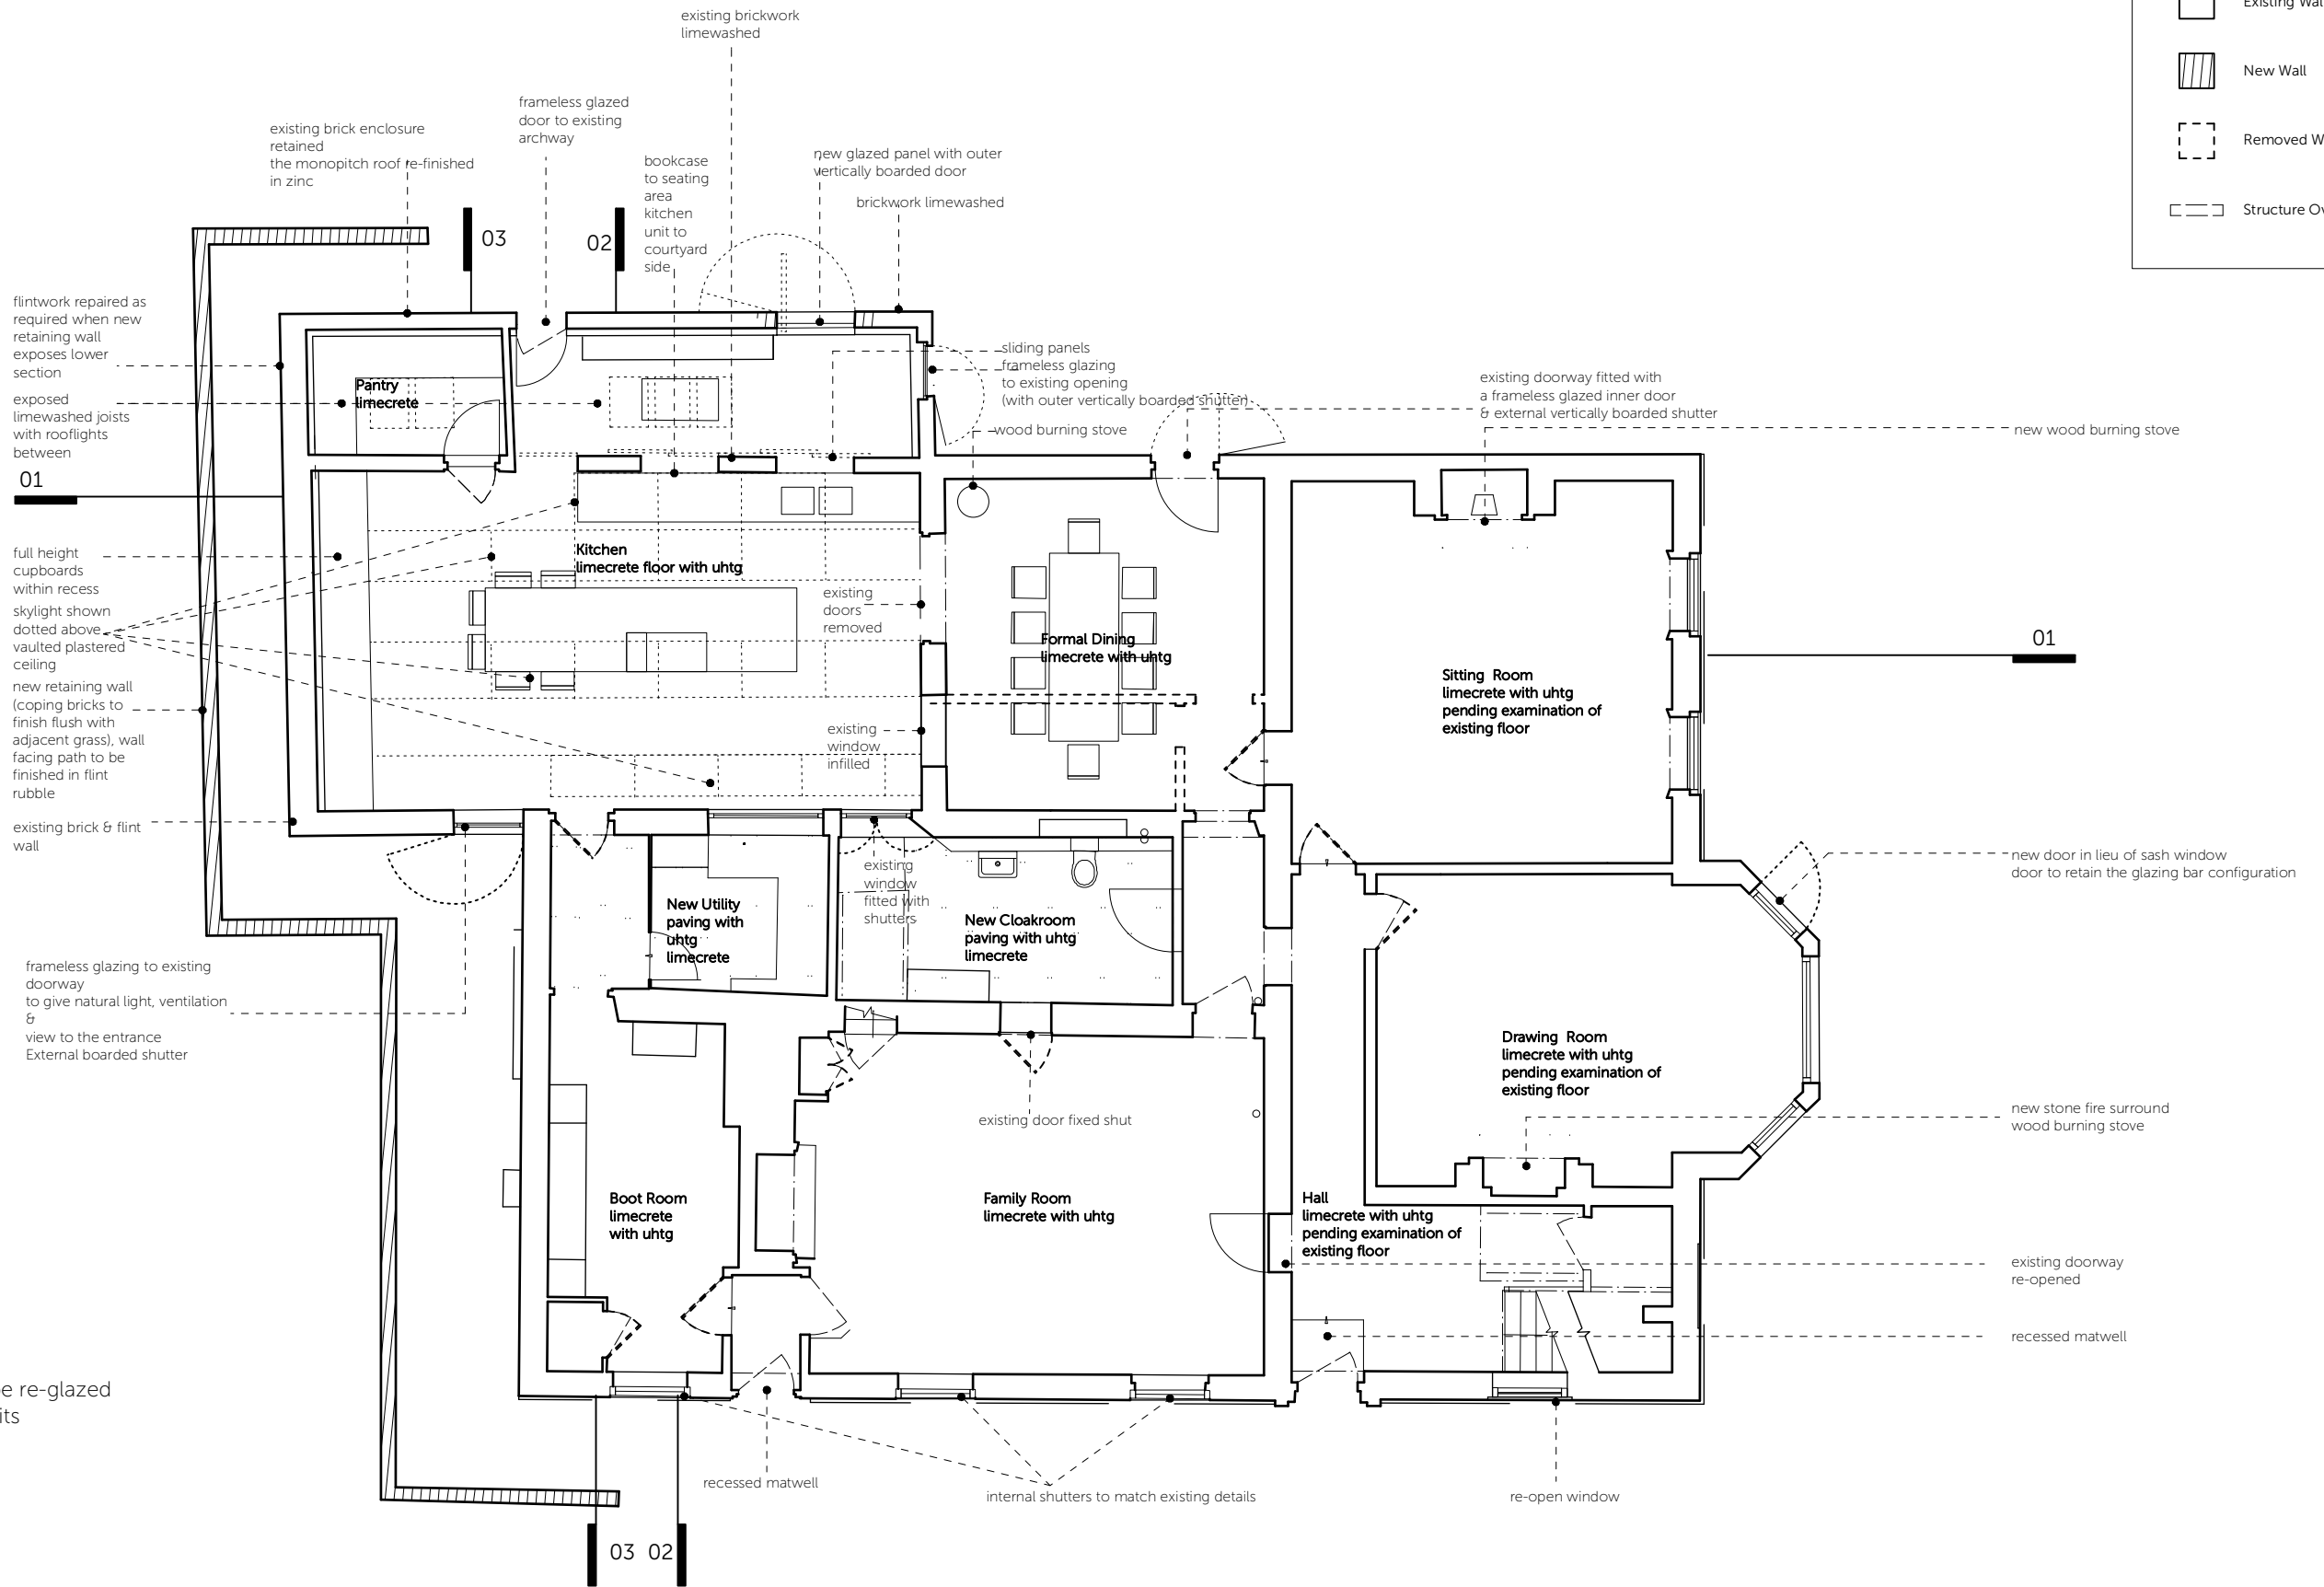 existing brickwork
limewashed
Existing Wall
New Wall
Removed W
Structure Ov
frameless glazed
door to existing
archway
existing brick enclosure
retained
the monopitch roof re-finished
in zinc
bookcase
to seating
area
kitchen
unit to
courtyard
side
new glazed panel with outer
vertically boarded door
brickwork limewashed
03
02
flintwork repaired as
required when new
retaining wall
exposes lower
section
exposed
limewashed joists
with rooflights
between
01
Pantry
limecrete
sliding panels
frameless glazing
to existing opening
(with outer vertically boarded shutter)
wood burning stove
existing doorway fitted with
a frameless glazed inner door
& external vertically boarded shutter
new wood burning stove
full height
cupboards
within recess
skylight shown
dotted above
vaulted plastered
ceiling
new retaining wall
(coping bricks to
finish flush with
adjacent grass), wall
facing path to be
finished in flint
rubble
existing brick & flint
wall
Kitchen
limecrete floor with uhtg
existing
doors
removed
existing
window
infilled
Formal Dining
limecrete with uhtg
Sitting Room
limecrete with uhtg
pending examination of
existing floor
01
existing
window
fitted with
shutters
New Utility
paving with
uhtg
limecrete
New Cloakroom
paving with uhtg
limecrete
new door in lieu of sash window
door to retain the glazing bar configuration
frameless glazing to existing
doorway
to give natural light, ventilation
&
view to the entrance
External boarded shutter
Drawing Room
limecrete with uhtg
pending examination of
existing floor
existing door fixed shut
new stone fire surround
wood burning stove
Boot Room
limecrete
with uhtg
Family Room
limecrete with uhtg
Hall
limecrete with uhtg
pending examination of
existing floor
existing doorway
re-opened
recessed matwell
e re-glazed
its
recessed matwell
internal shutters to match existing details
re-open window
03
02